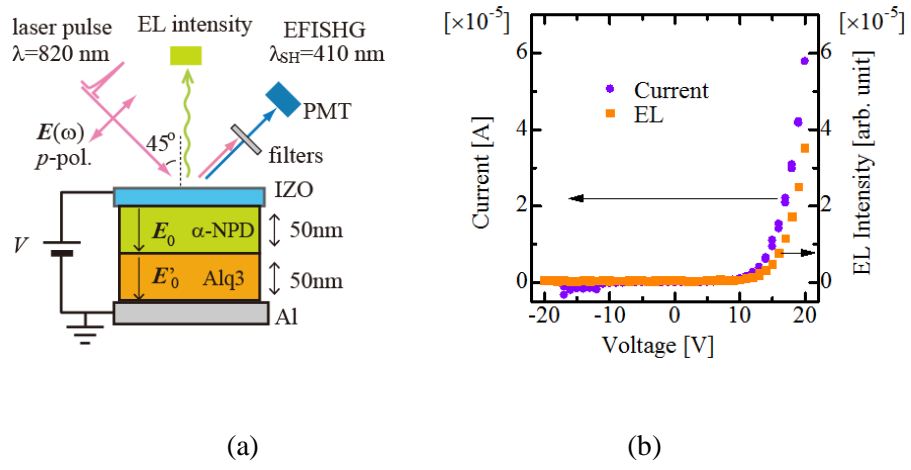 (a)
laser pulse
λ=820 nm
EL intensity
EFISHG
λSH=410 nm
PMT
E(ω)
p-pol.
45°
filters
IZO
E0 α-NPD
50nm
V
E'0 Alq3
50nm
Al
(b)
[×10-5]
[×10-5]
6
6
Current
EL
4
4
2
2
0
0
Current [A]
EL Intensity [arb. unit]
-20
-10
0
10
20
Voltage [V]
(a)
(b)